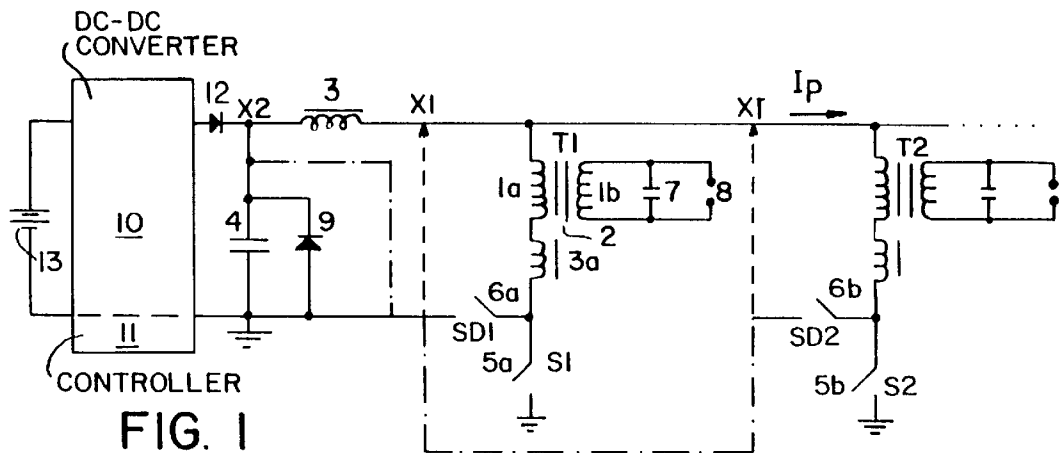 DC-DC
CONVERTER
12
X2
3
X1
X1
Ip
T1
T2
1a
1b
7
8
2
3a
4
9
10
13
6a
6b
SD1
SD2
11
5a
S1
5b
S2
CONTROLLER
FIG. 1